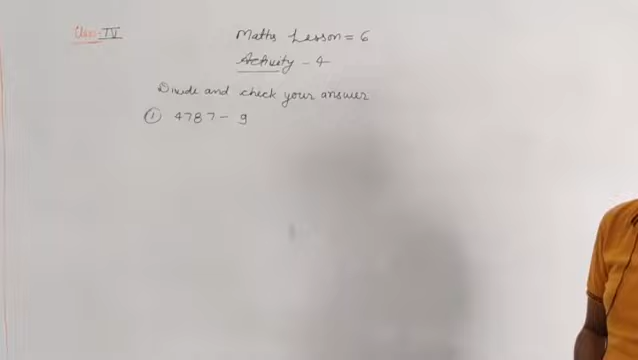 Class-IV
Maths Lesson = 6
Activity - 4
Divide and check your answer
① 4787 - 9